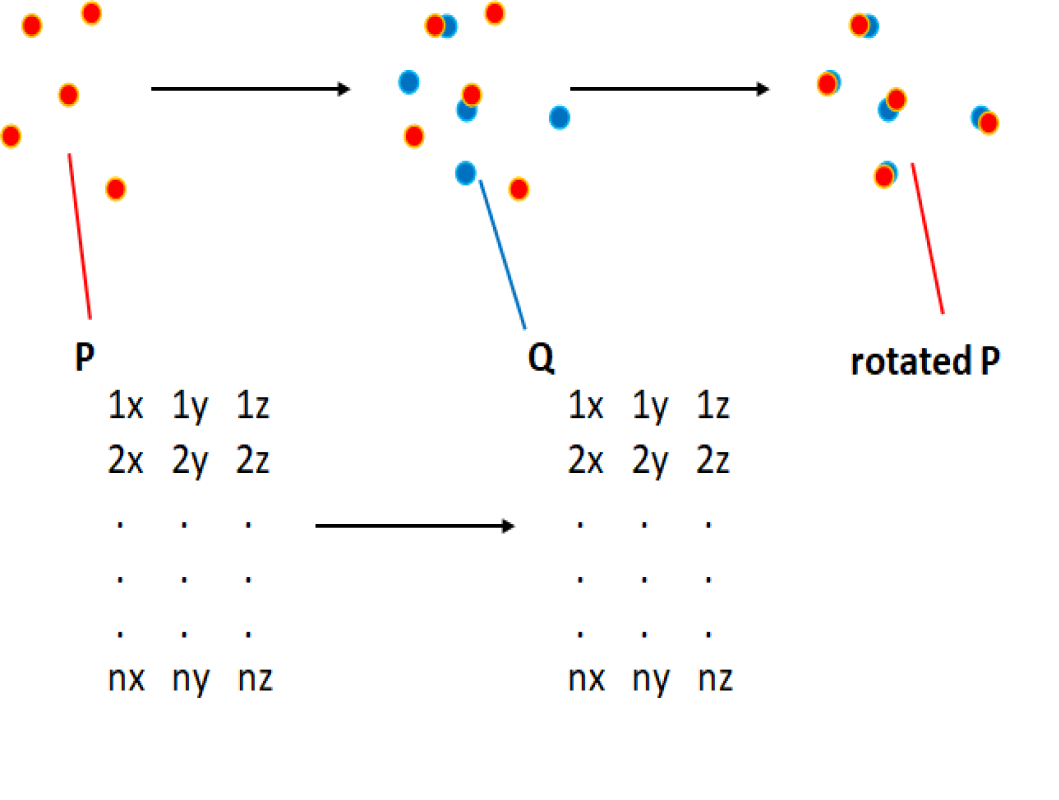 P Q rotated P
1x 1y 1z 1x 1y 1z
2x 2y 2z 2x 2y 2z
. . . . . .
. . . . . .
. . . . . .
nx ny nz nx ny nz